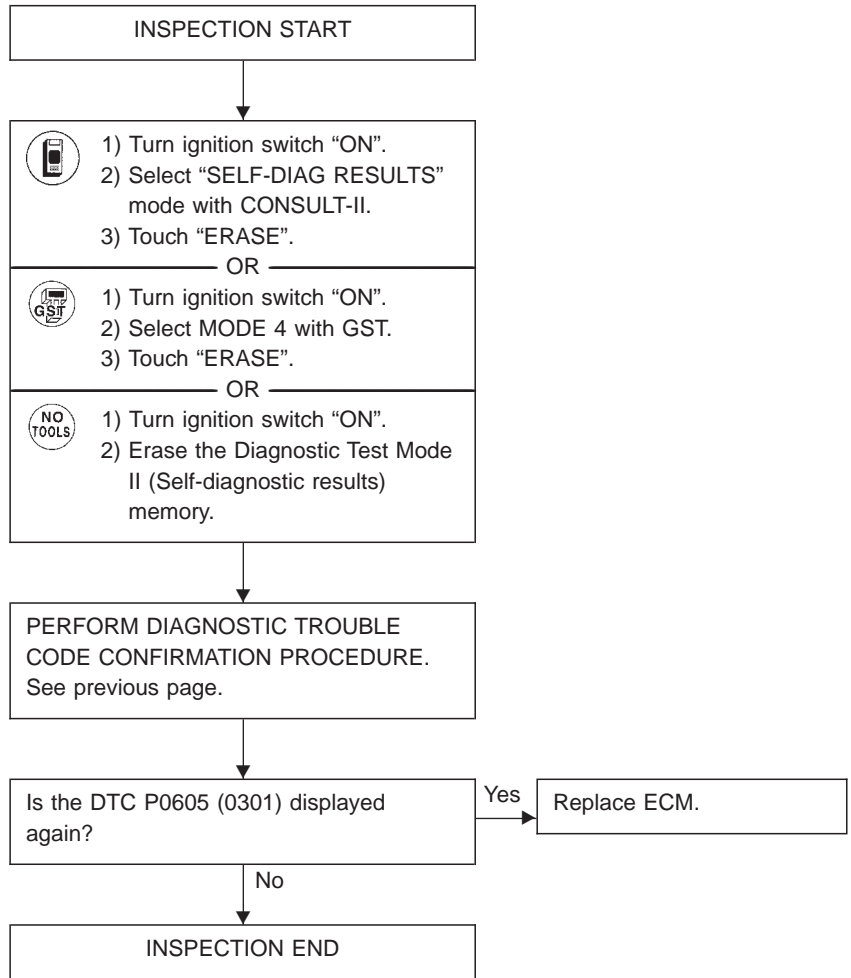 INSPECTION START
1) Turn ignition switch “ON”.
2) Select “SELF-DIAG RESULTS”
mode with CONSULT-II.
3) Touch “ERASE”.
OR
GST
1) Turn ignition switch “ON”.
2) Select MODE 4 with GST.
3) Touch “ERASE”.
OR
NO
TOOLS
1) Turn ignition switch “ON”.
2) Erase the Diagnostic Test Mode
II (Self-diagnostic results)
memory.
PERFORM DIAGNOSTIC TROUBLE
CODE CONFIRMATION PROCEDURE.
See previous page.
Is the DTC P0605 (0301) displayed
again?
Yes
Replace ECM.
No
INSPECTION END